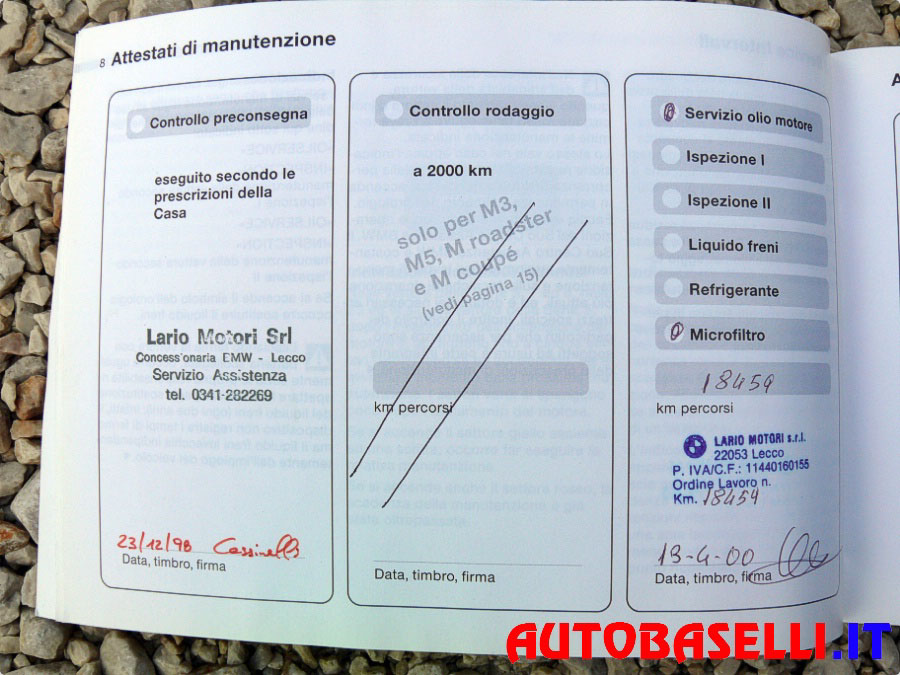 8 Attestati di manutenzione
Controllo preconsegna
eseguito secondo le
prescrizioni della
Casa
Lario Motori Srl
Concessionaria BMW - Lecco
Servizio Assistenza
tel. 0341-282269
23/12/98 Cassinelli
Data, timbro, firma
Controllo rodaggio
a 2000 km
solo per M3,
M5, M roadster
e M coupé
(vedi pagina 15)
km percorsi
Data, timbro, firma
Servizio olio motore
Ispezione I
Ispezione II
Liquido freni
Refrigerante
Microfiltro
18459
km percorsi
LARIO MOTORI s.r.l.
22053 Lecco
P. IVA/C.F.: 11440160155
Ordine Lavoro n.
Km. 18459
13-4-00
Data, timbro, firma
AUTOBASELLI.IT